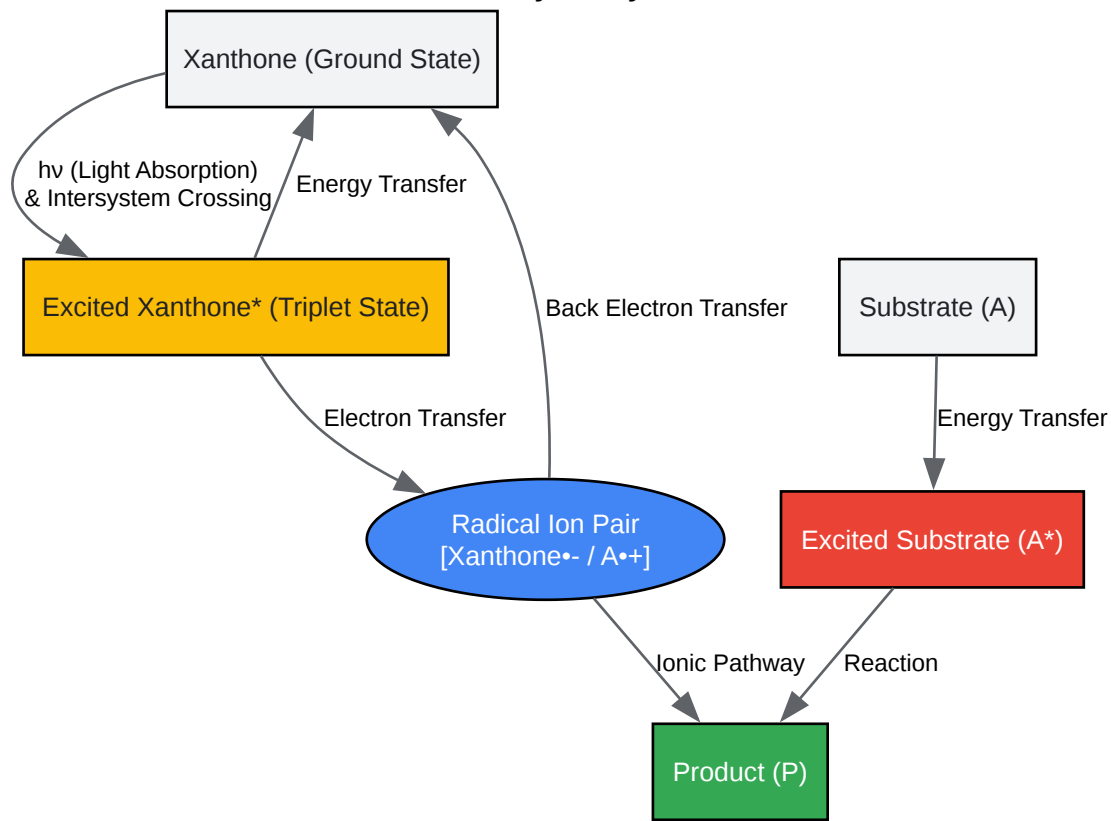 Xanthone (Ground State)
hν (Light Absorption)
& Intersystem Crossing
Energy Transfer
Excited Xanthone* (Triplet State)
Back Electron Transfer
Substrate (A)
Electron Transfer
Energy Transfer
Radical Ion Pair
[Xanthone•- / A•+]
Excited Substrate (A*)
Ionic Pathway
Reaction
Product (P)